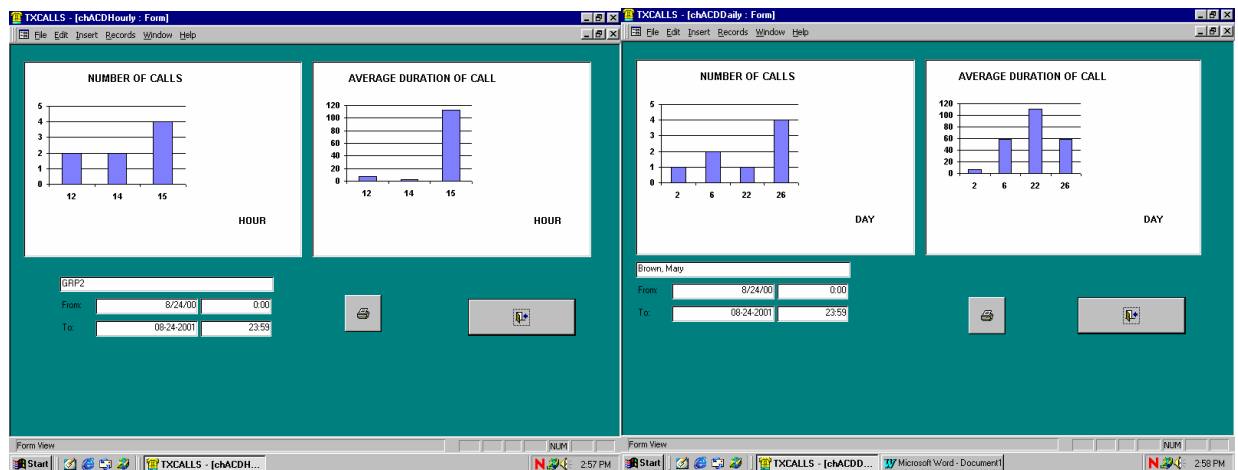 TXCALLS - [chACDHourly : Form]
File Edit Insert Records Window Help
NUMBER OF CALLS
5
4
3
2
1
0
12 14 15
HOUR
AVERAGE DURATION OF CALL
120
100
80
60
40
20
0
12 14 15
HOUR
GRP2
From: 8/24/00 0:00
To: 08-24-2001 23:59
Form View NUM
Start TXCALLS - [chACDH... N 2:57 PM
TXCALLS - [chACDDaily : Form]
File Edit Insert Records Window Help
NUMBER OF CALLS
5
4
3
2
1
0
2 6 22 26
DAY
AVERAGE DURATION OF CALL
120
100
80
60
40
20
0
2 6 22 26
DAY
Brown, Mary
From: 8/24/00 0:00
To: 08-24-2001 23:59
Form View NUM
Start TXCALLS - [chACDD... Microsoft Word - Document1 N 2:58 PM